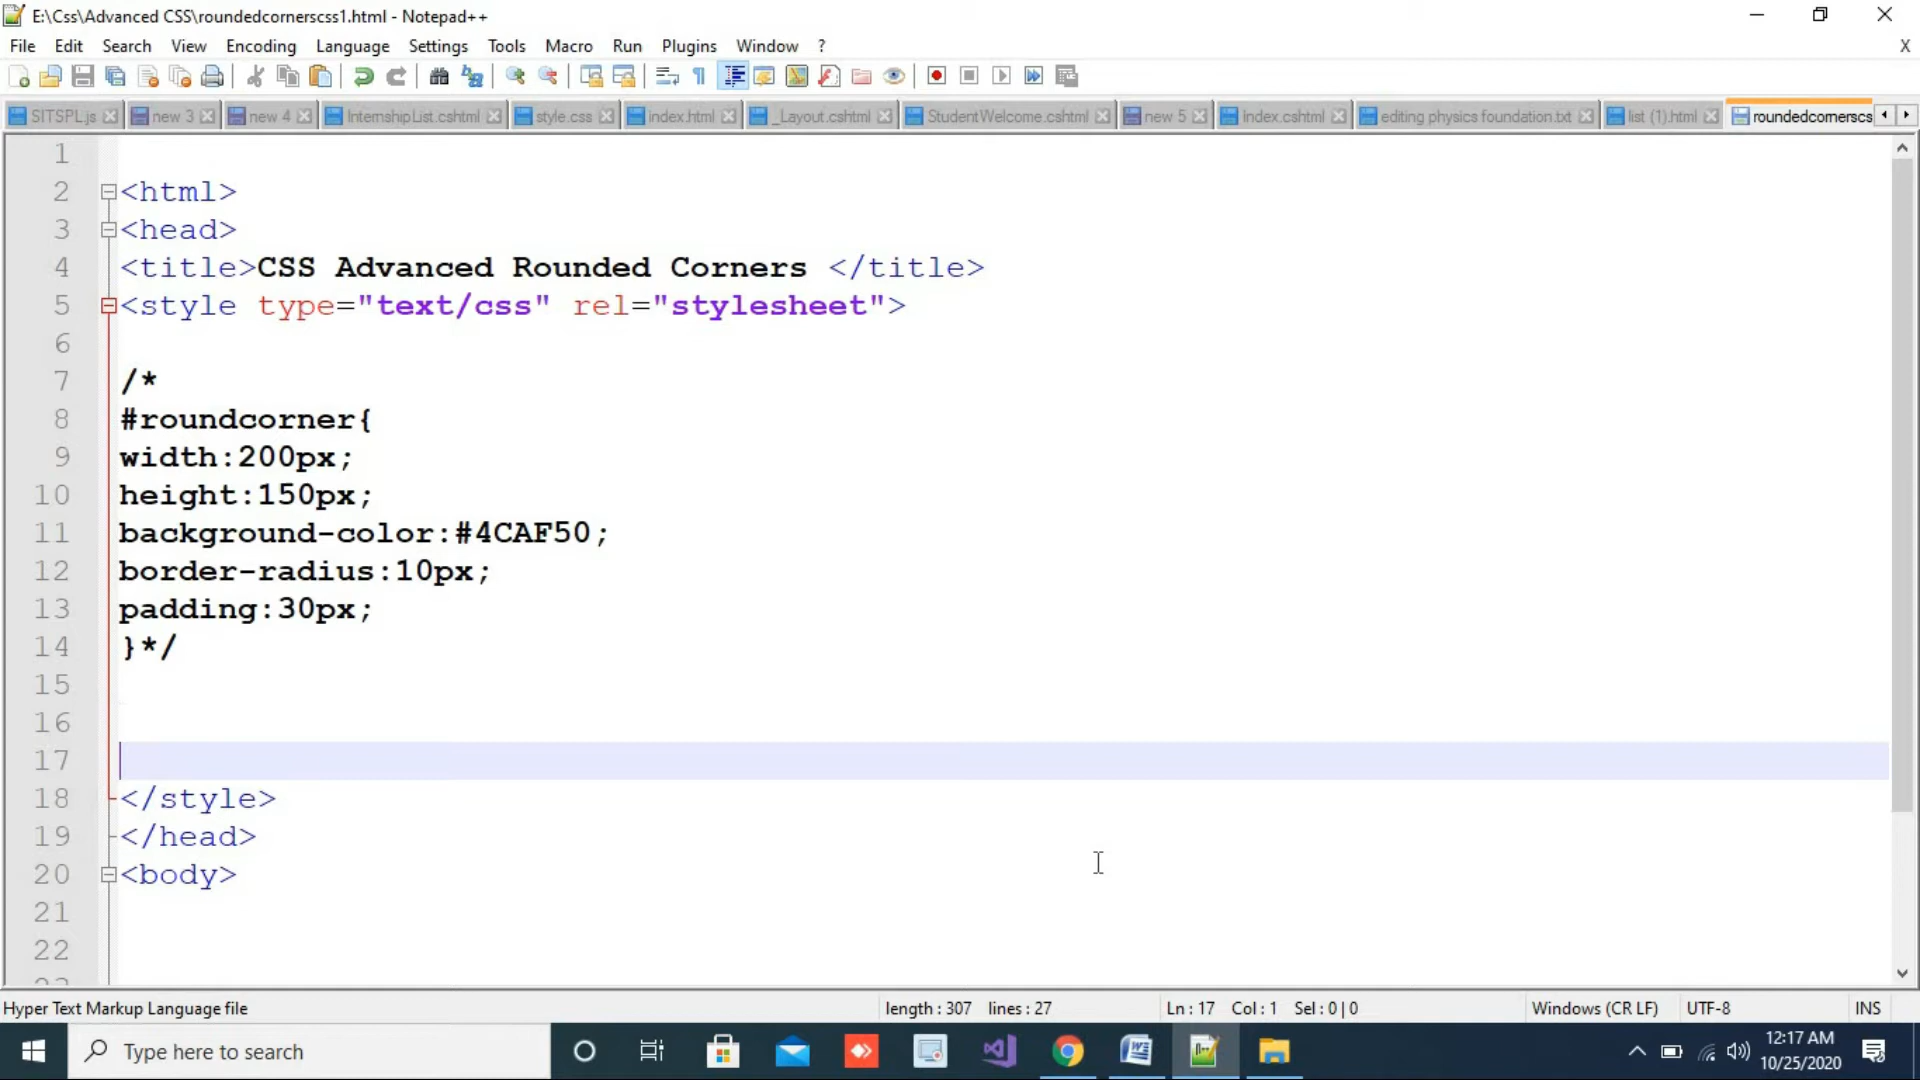 E:\Css\Advanced CSS\roundedcornerscss1.html - Notepad++
File Edit Search View Encoding Language Settings Tools Macro Run Plugins Window ? X
SITSPL.js new 3 new 4 InternshipList.cshtml style.css index.html _Layout.cshtml StudentWelcome.cshtml new 5 index.cshtml editing physics foundation.txt list (1).html roundedcornerscs
1
2 <html>
3 <head>
4 <title>CSS Advanced Rounded Corners </title>
5 <style type="text/css" rel="stylesheet">
6
7 /*
8 #roundcorner{
9 width:200px;
10 height:150px;
11 background-color:#4CAF50;
12 border-radius:10px;
13 padding:30px;
14 }*/
15
16
17
18 </style>
19 </head>
20 <body>
21
22
23
Hyper Text Markup Language file length : 307 lines : 27 Ln : 17 Col : 1 Sel : 0 | 0 Windows (CR LF) UTF-8 INS
Type here to search
12:17 AM
10/25/2020